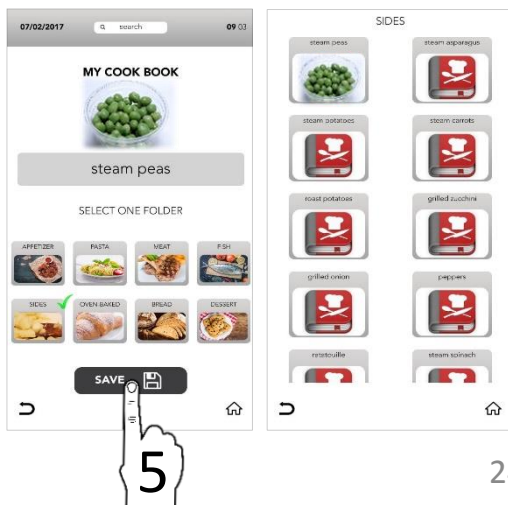 07/02/2017 search 09 03
MY COOK BOOK
steam peas
SELECT ONE FOLDER
APPETIZER PASTA MEAT FISH
SIDES OVEN BAKED BREAD DESSERT
SAVE
5
SIDES
steam peas steam asparagus
steam potatoes steam carrots
roast potatoes grilled zucchini
grilled onion peppers
ratatouille steam spinach
2